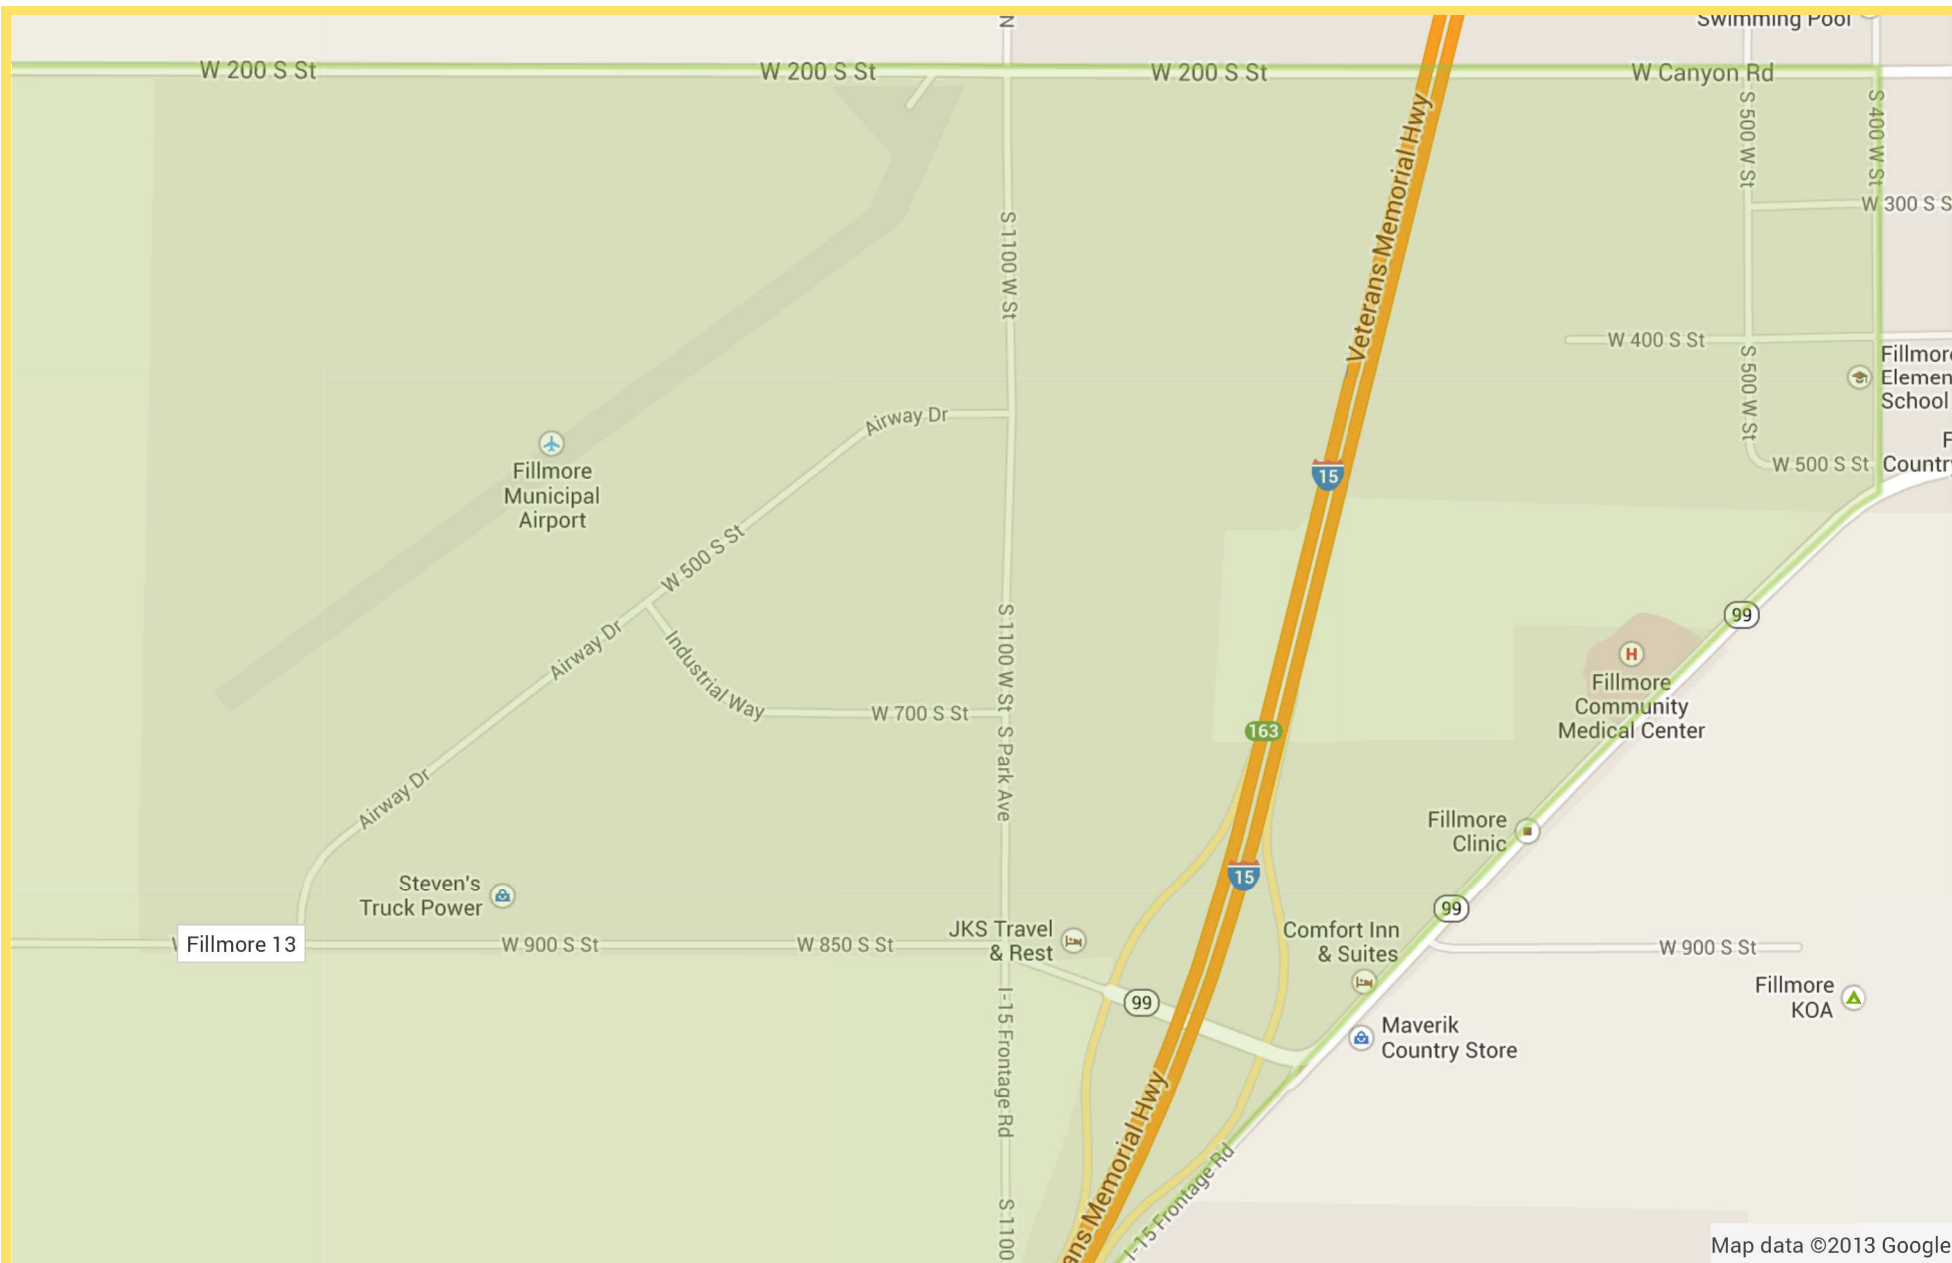 N
Swimming Pool
W 200 S St
W 200 S St
W 200 S St
W Canyon Rd
S 500 W St
S 400 W St
Veterans Memorial Hwy
W 300 S S
S 1100 W St
W 400 S St
Fillmore
Elemen
School
S 500 W St
Airway Dr
F
Country
W 500 S St
Fillmore
Municipal
Airport
15
W 500 S St
99
Airway Dr
Industrial Way
S 1100 W St
Fillmore
Community
Medical Center
W 700 S St
163
S Park Ave
Airway Dr
Fillmore
Clinic
15
Steven's
Truck Power
99
JKS Travel
& Rest
Comfort Inn
& Suites
Fillmore 13
W 900 S St
W 850 S St
W 900 S St
99
Fillmore
KOA
I-15 Frontage Rd
Maverik
Country Store
ans Memorial Hwy
I-15 Frontage Rd
S 1100
Map data ©2013 Google